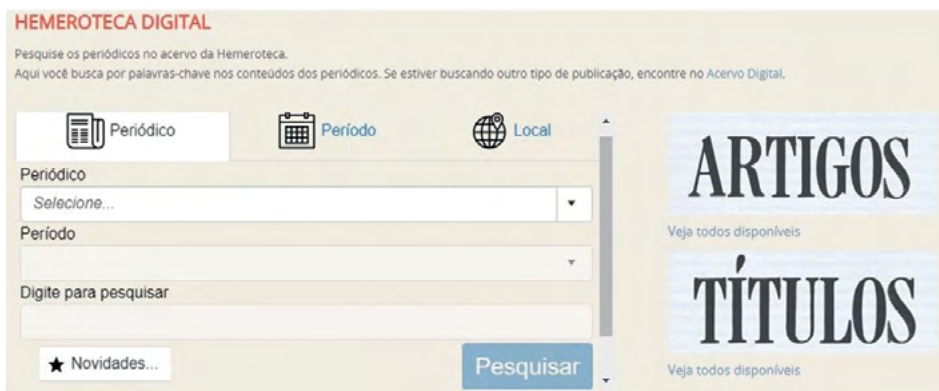 HEMEROTECA DIGITAL
Pesquise os periódicos no acervo da Hemeroteca.
Aqui você busca por palavras-chave nos conteúdos dos periódicos. Se estiver buscando outro tipo de publicação, encontre no Acervo Digital.
Periódico
Período
Local
Periódico
Selecione...
Período
Digite para pesquisar
Novidades...
Pesquisar
ARTIGOS
Veja todos disponíveis
TÍTULOS
Veja todos disponíveis